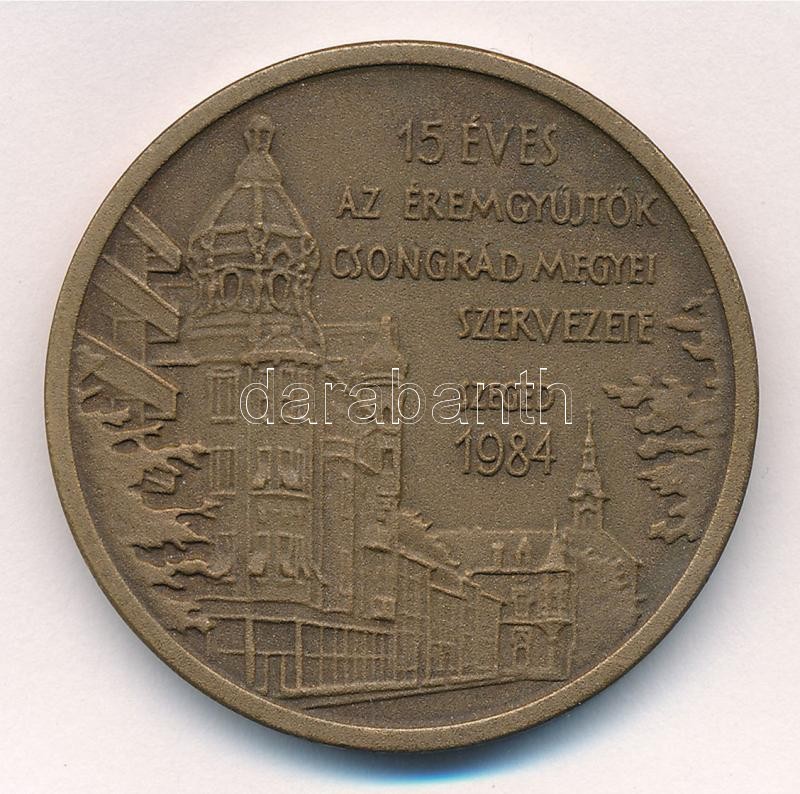 15 ÉVES
AZ ÉREMGYŰJTŐK
CSONGRÁD MEGYEI
SZERVEZETE
SZEGED
darabanth
1984